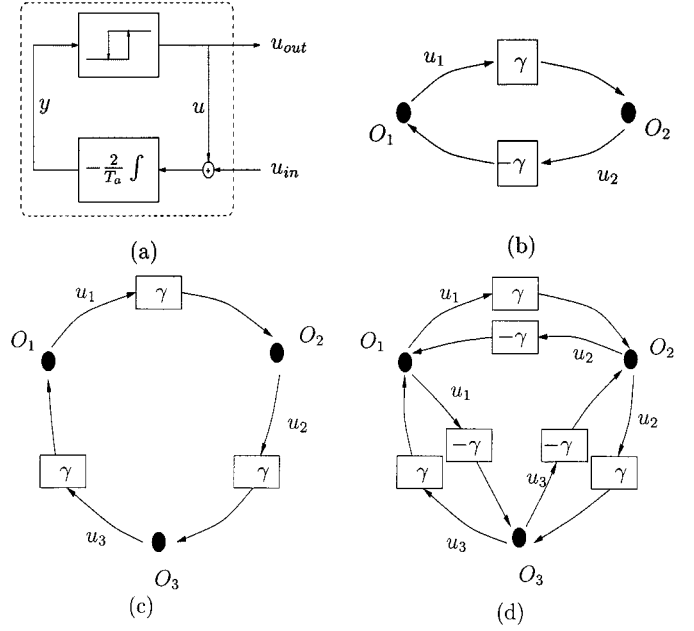 u_out
y
u
-2/T_a ∫
+
u_in
(a)
u_1
γ
O_1
O_2
-γ
u_2
(b)
u_1
γ
O_1
O_2
u_2
γ
γ
u_3
O_3
(c)
u_1
γ
-γ
O_1
u_2
O_2
u_1
u_2
-γ
-γ
γ
γ
u_3
u_3
O_3
(d)